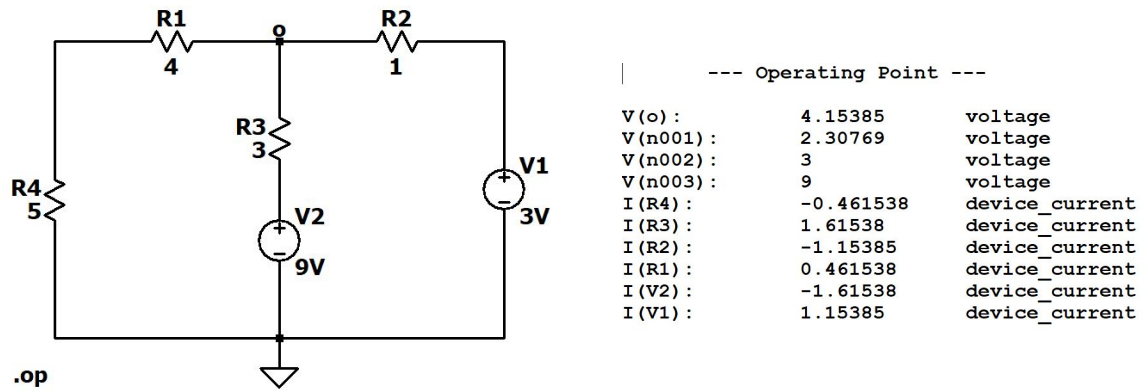 R1
4
o
R2
1
R3
3
R4
5
V2
9V
V1
3V
.op
--- Operating Point ---
V(o): 4.15385 voltage
V(n001): 2.30769 voltage
V(n002): 3 voltage
V(n003): 9 voltage
I(R4): -0.461538 device_current
I(R3): 1.61538 device_current
I(R2): -1.15385 device_current
I(R1): 0.461538 device_current
I(V2): -1.61538 device_current
I(V1): 1.15385 device_current